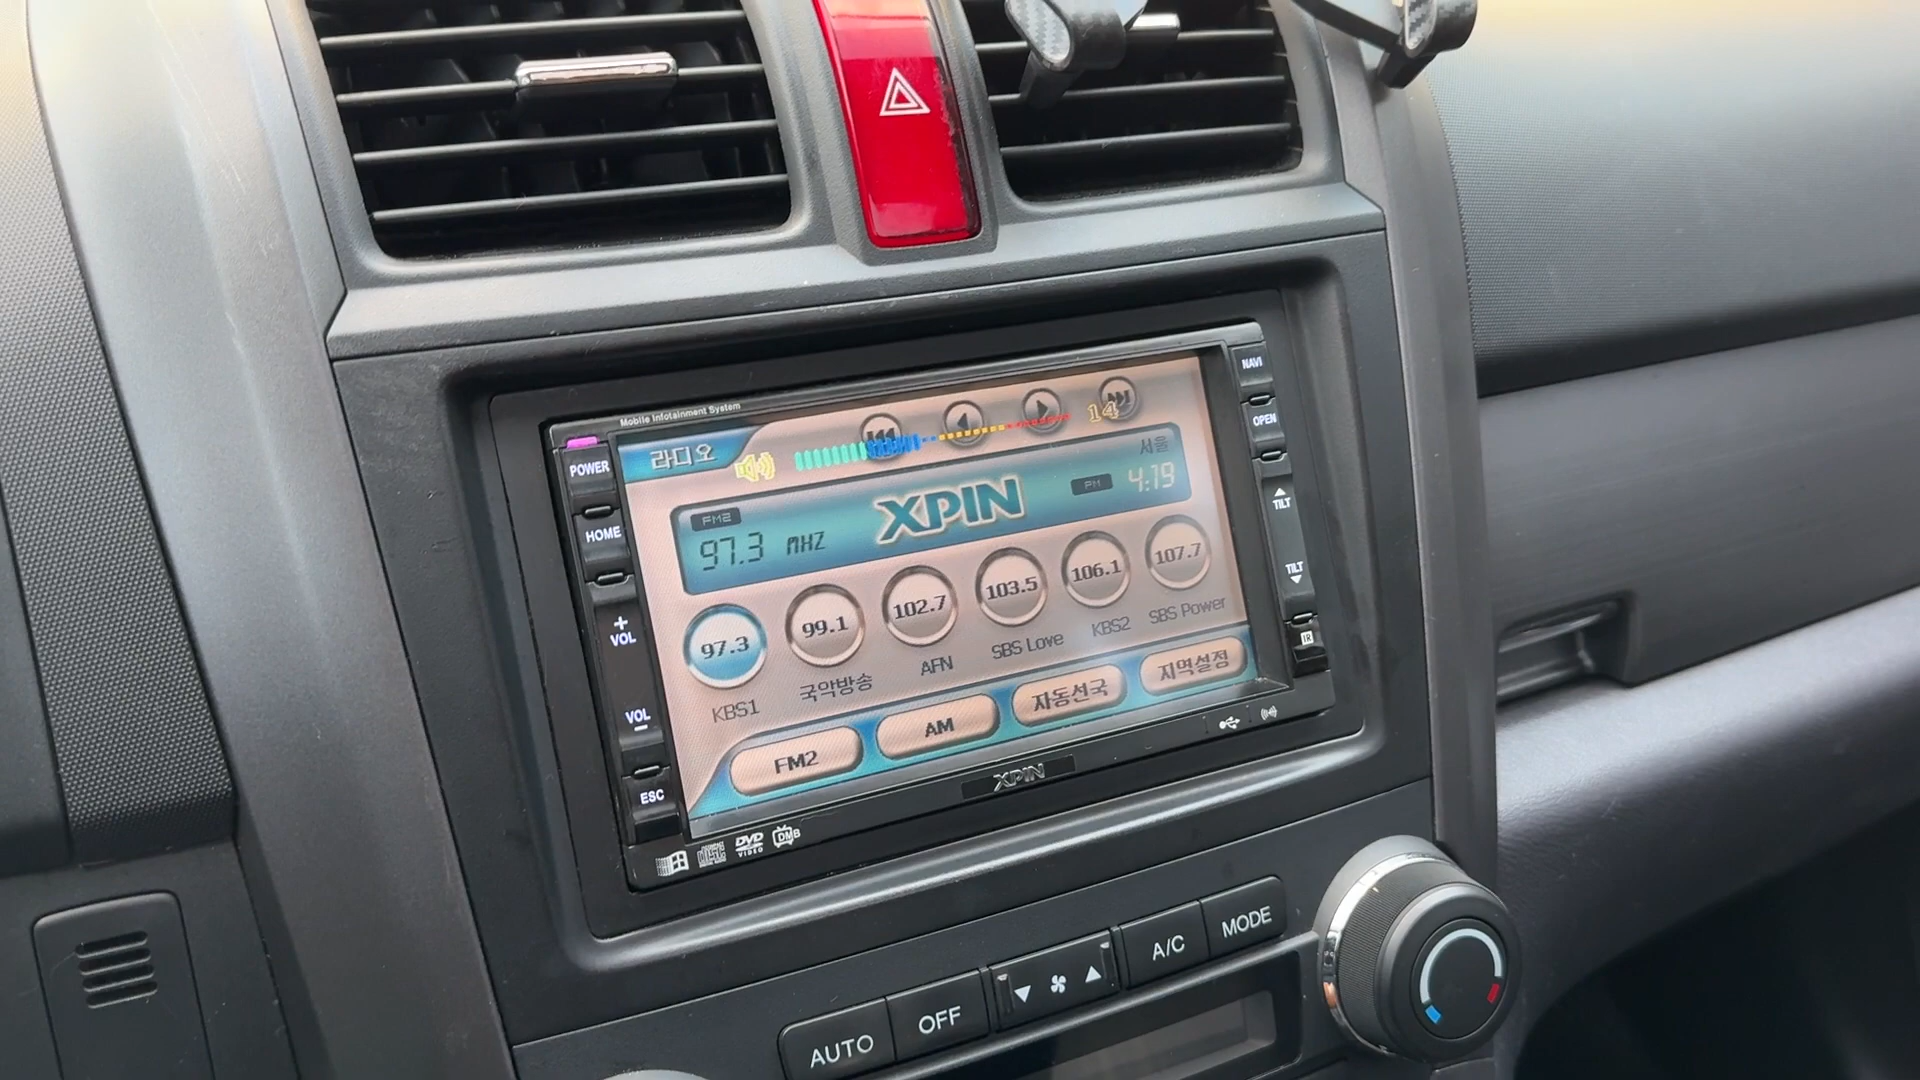 Mobile Infotainment System
NAVI
OPEN
TILT
TILT
IR
POWER
HOME
+
VOL
VOL
−
ESC
라디오
14
서울
FM2
97.3 MHZ
XPIN
PM 4:19
97.3 99.1 102.7 103.5 106.1 107.7
KBS1 국악방송 AFN SBS Love KBS2 SBS Power
FM2 AM 자동선국 지역설정
XPIN
DVD
VIDEO
DMB
AUTO OFF A/C MODE